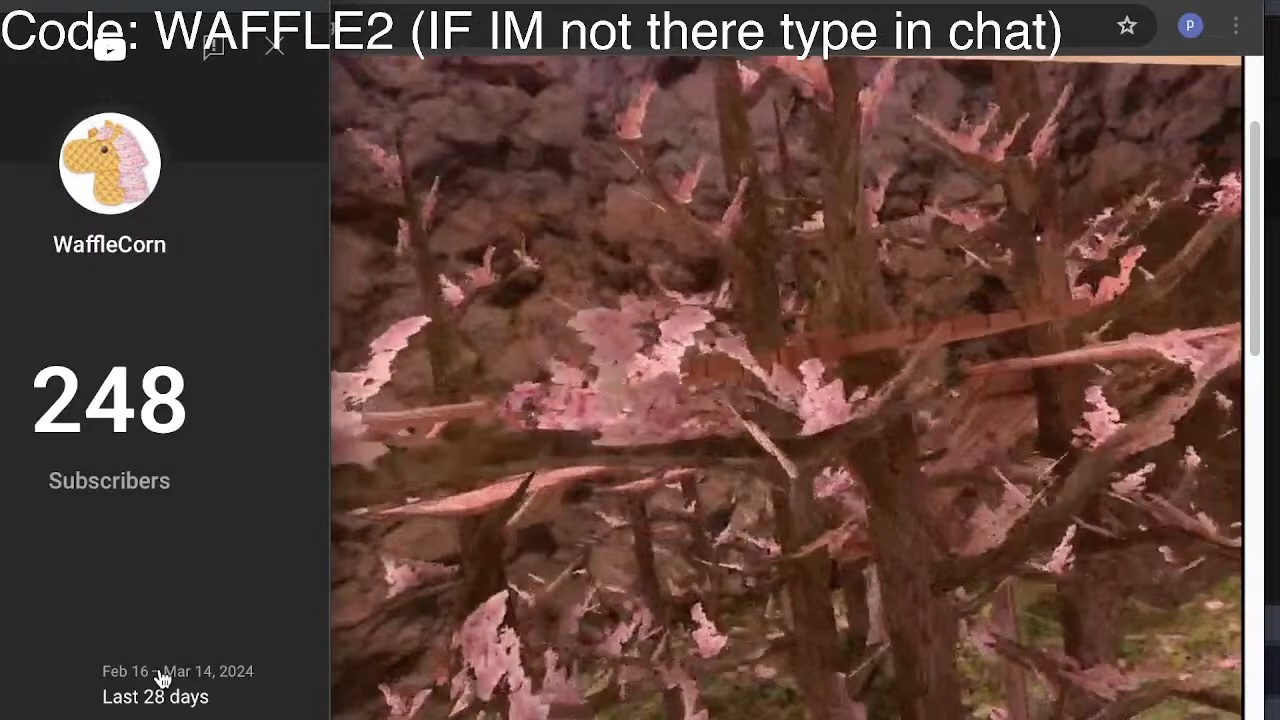 Code: WAFFLE2 (IF IM not there type in chat)
p
WaffleCorn
248
Subscribers
Feb 16 - Mar 14, 2024
Last 28 days